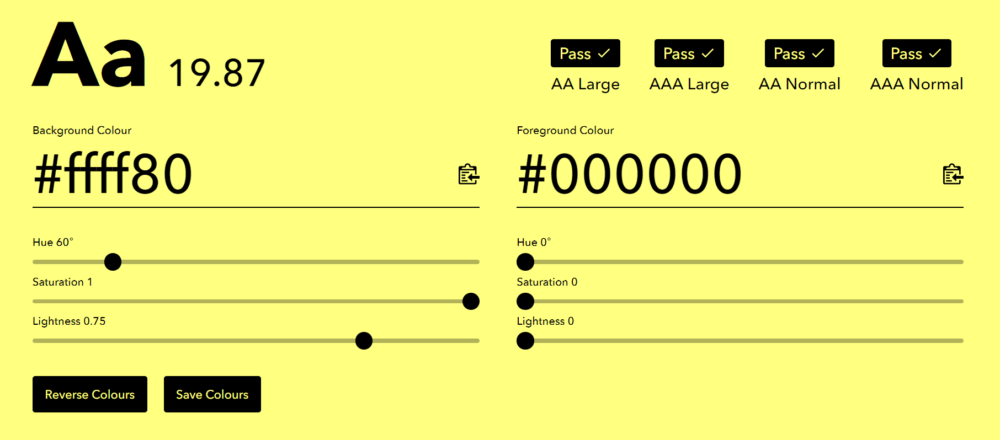 Aa 19.87
Pass ✓ Pass ✓ Pass ✓ Pass ✓
AA Large AAA Large AA Normal AAA Normal
Background Colour
#ffff80
Hue 60°
Saturation 1
Lightness 0.75
Foreground Colour
#000000
Hue 0°
Saturation 0
Lightness 0
Reverse Colours Save Colours